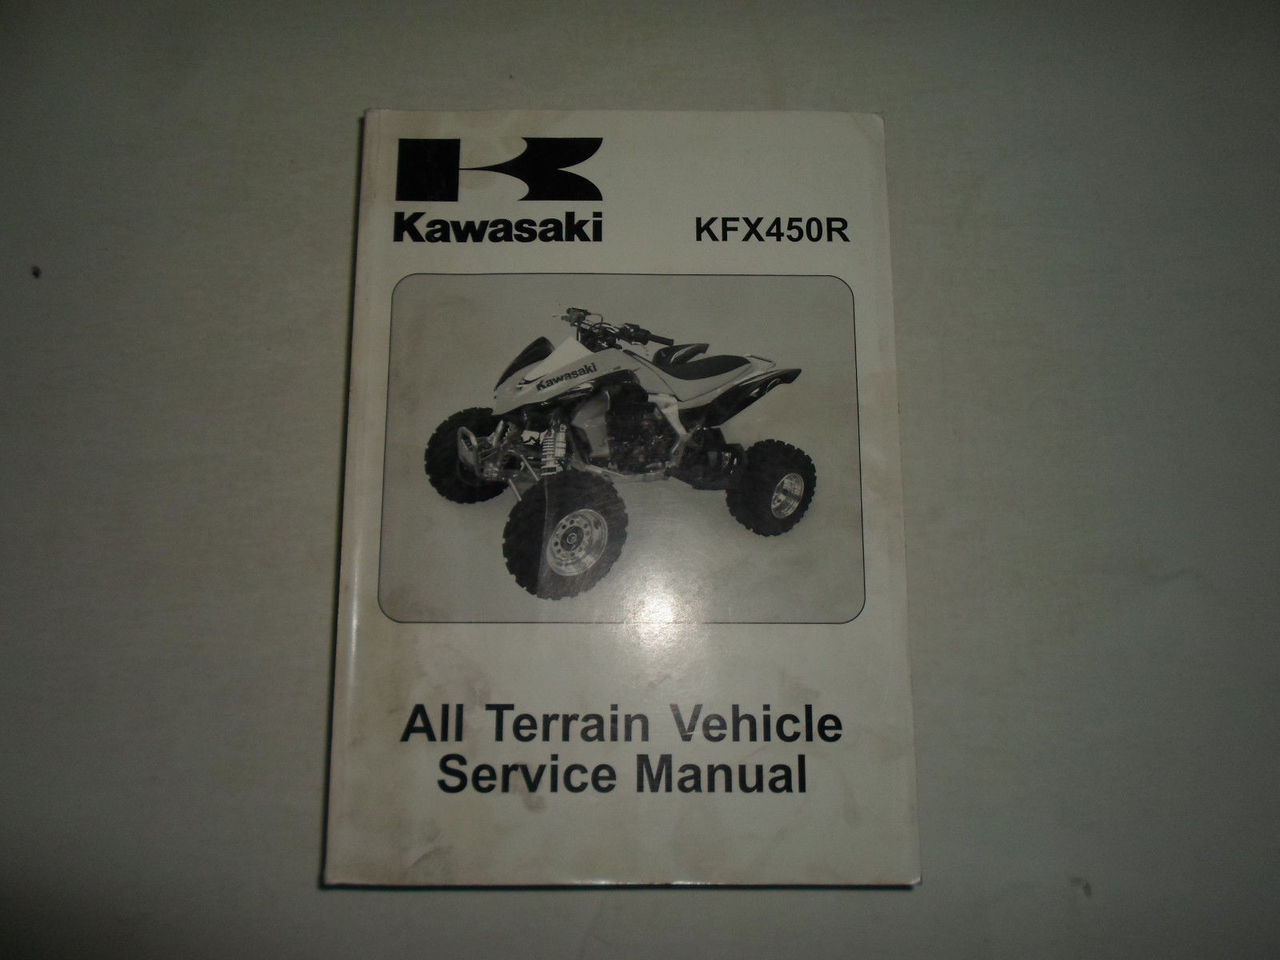 Kawasaki
KFX450R
Kawasaki
All Terrain Vehicle
Service Manual